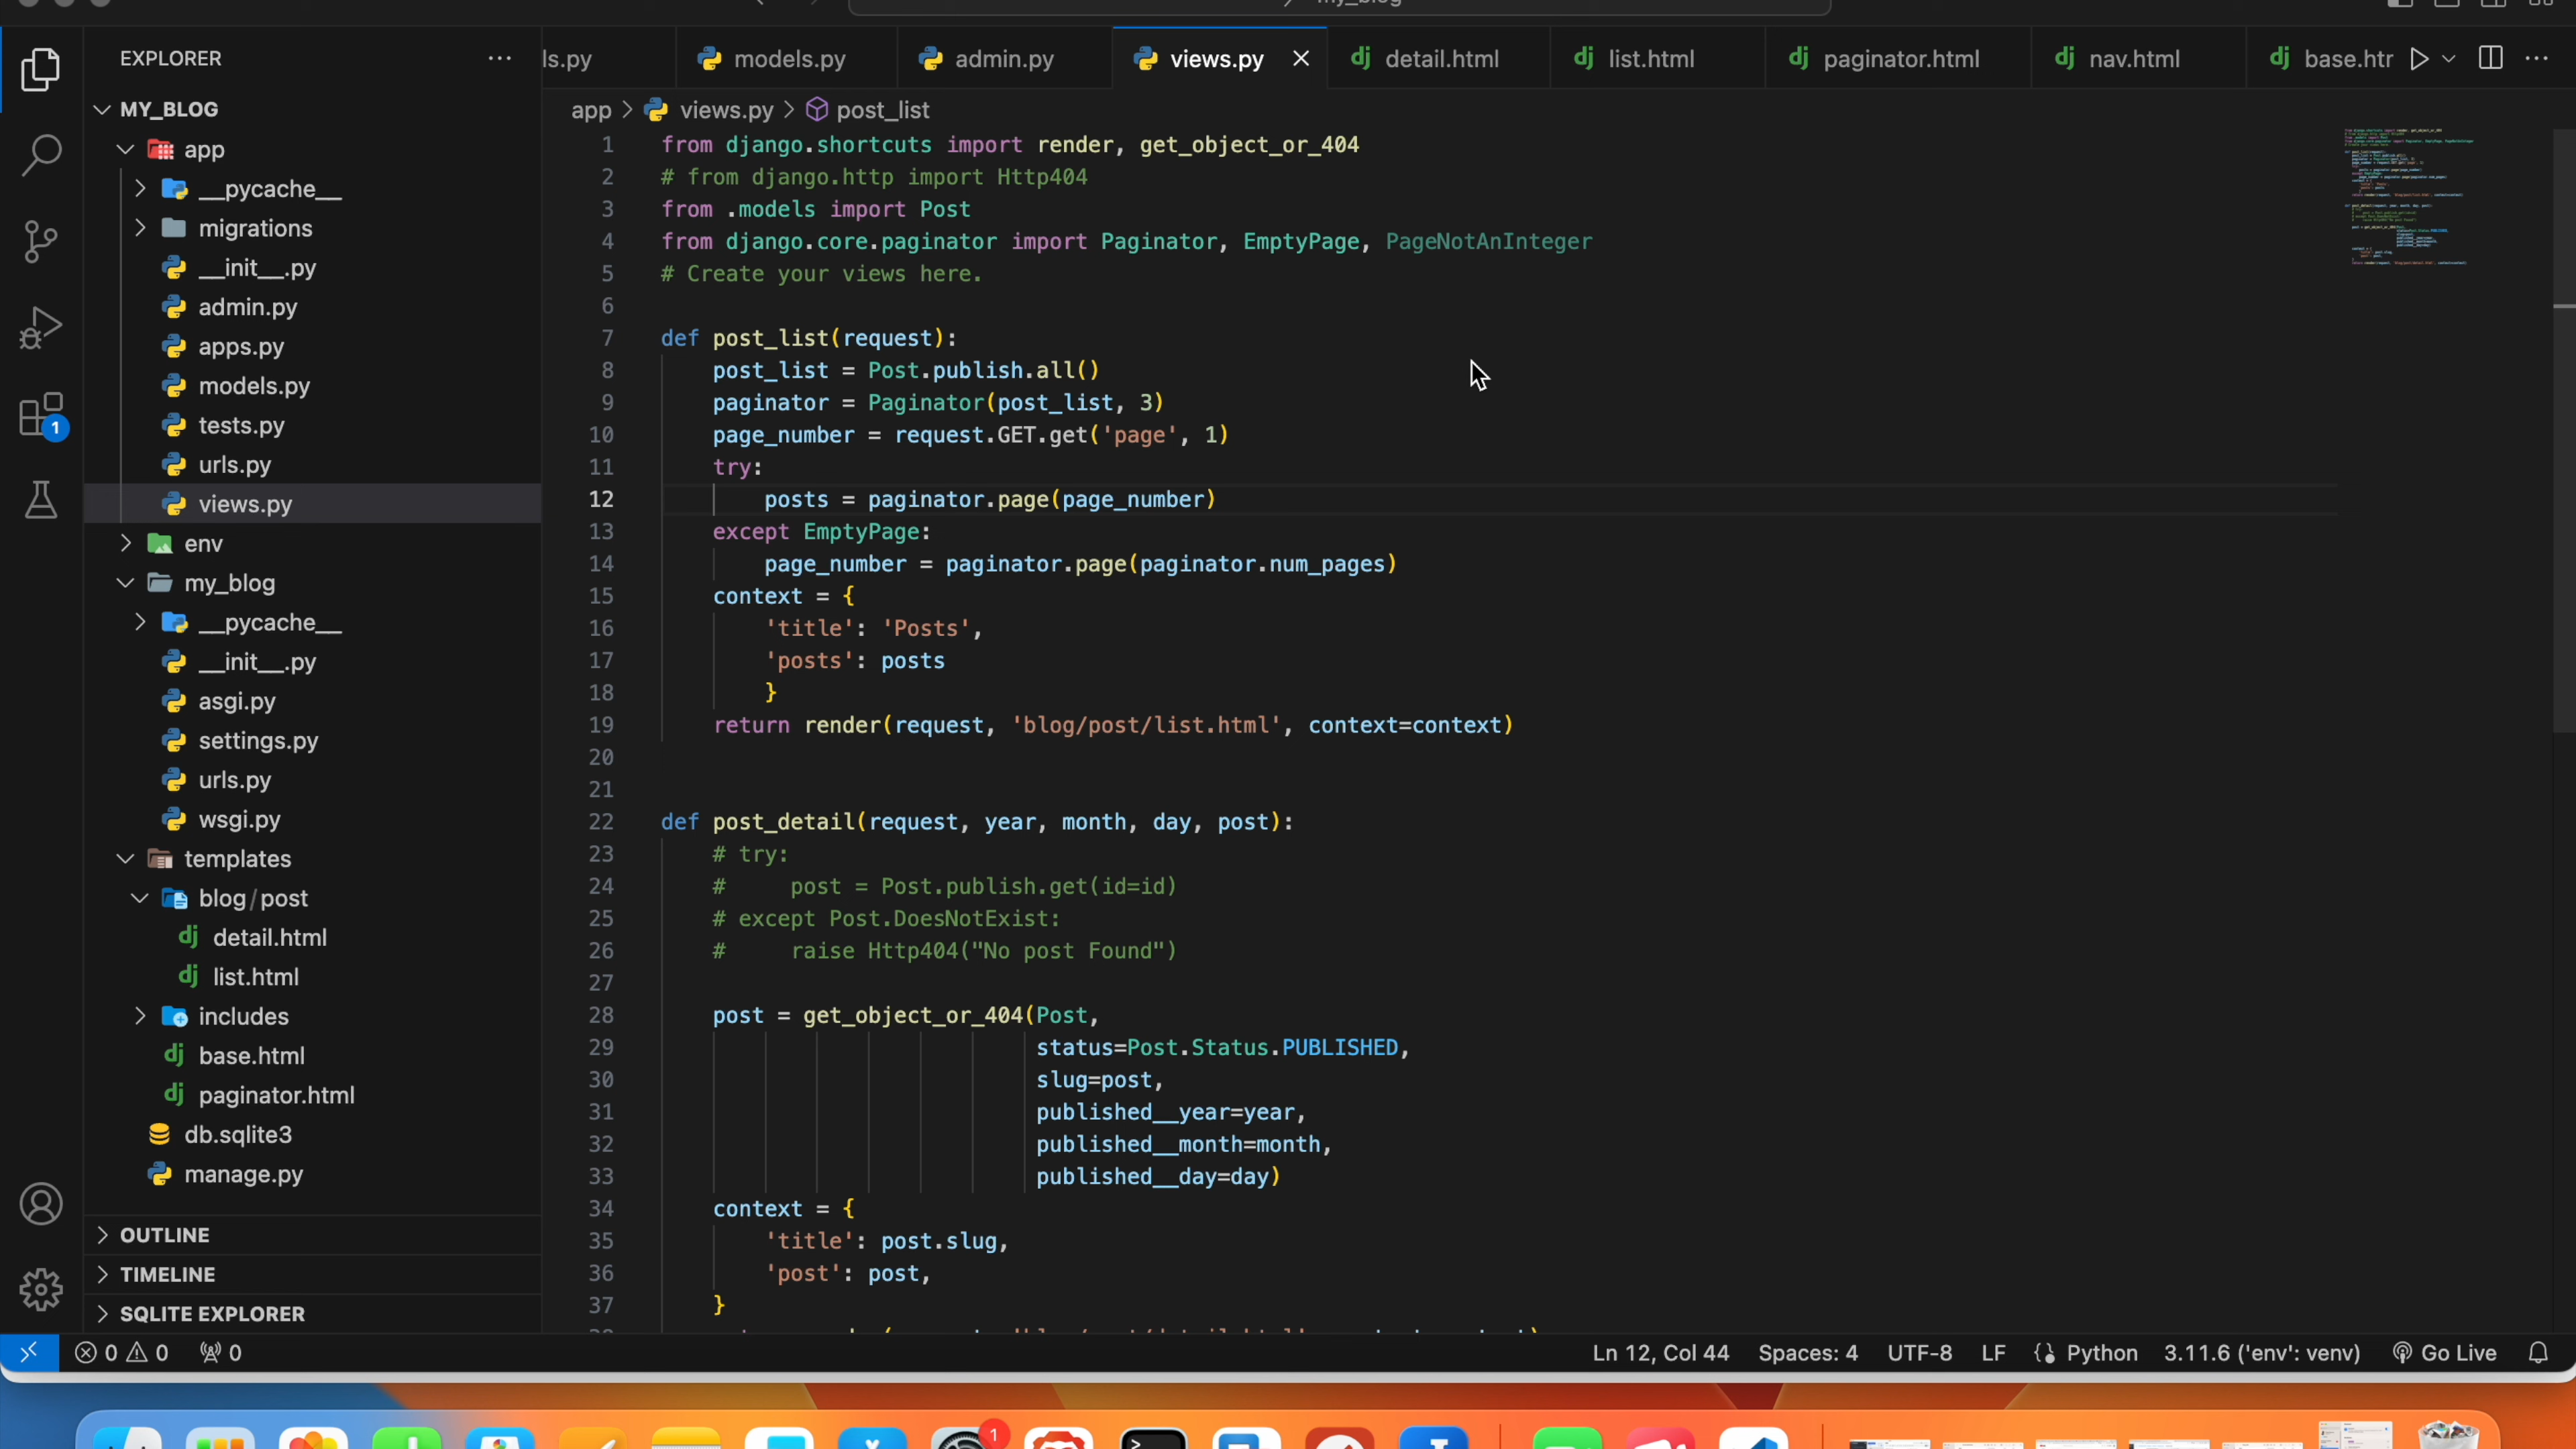 my_blog
EXPLORER
MY_BLOG
app
__pycache__
migrations
__init__.py
admin.py
apps.py
models.py
tests.py
urls.py
views.py
env
my_blog
__pycache__
__init__.py
asgi.py
settings.py
urls.py
wsgi.py
templates
blog/post
detail.html
list.html
includes
base.html
paginator.html
db.sqlite3
manage.py
OUTLINE
TIMELINE
SQLITE EXPLORER
1
ls.py models.py admin.py views.py detail.html list.html paginator.html nav.html base.htr
app > views.py > post_list
1 from django.shortcuts import render, get_object_or_404
2 # from django.http import Http404
3 from .models import Post
4 from django.core.paginator import Paginator, EmptyPage, PageNotAnInteger
5 # Create your views here.
6
7 def post_list(request):
8 post_list = Post.publish.all()
9 paginator = Paginator(post_list, 3)
10 page_number = request.GET.get('page', 1)
11 try:
12 posts = paginator.page(page_number)
13 except EmptyPage:
14 page_number = paginator.page(paginator.num_pages)
15 context = {
16 'title': 'Posts',
17 'posts': posts
18 }
19 return render(request, 'blog/post/list.html', context=context)
20
21
22 def post_detail(request, year, month, day, post):
23 # try:
24 # post = Post.publish.get(id=id)
25 # except Post.DoesNotExist:
26 # raise Http404("No post Found")
27
28 post = get_object_or_404(Post,
29 status=Post.Status.PUBLISHED,
30 slug=post,
31 published__year=year,
32 published__month=month,
33 published__day=day)
34 context = {
35 'title': post.slug,
36 'post': post,
37 }
0 0 0 Ln 12, Col 44 Spaces: 4 UTF-8 LF Python 3.11.6 ('env': venv) Go Live
1